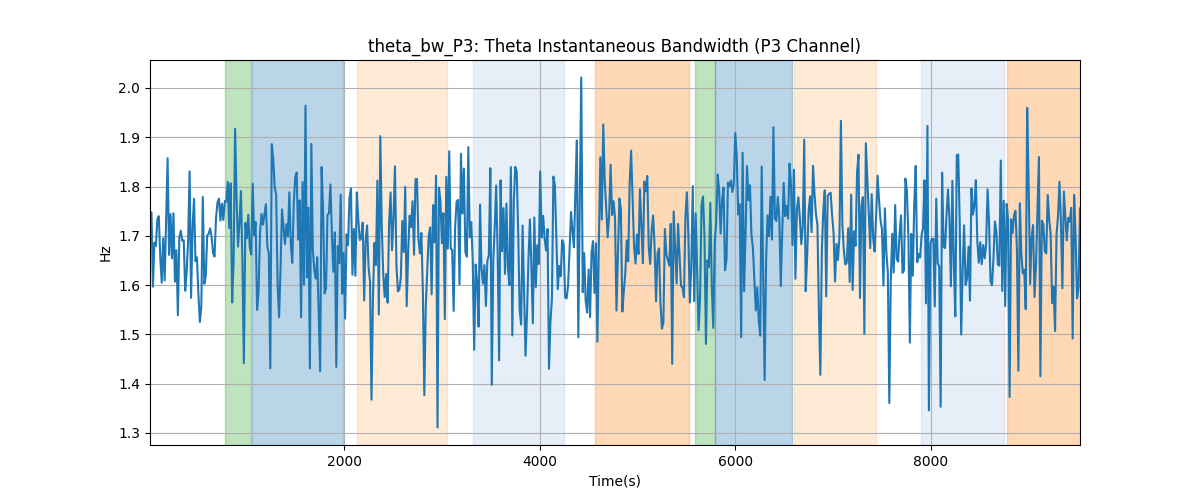 theta_bw_P3: Theta Instantaneous Bandwidth (P3 Channel)
2.0
1.9
1.8
1.7
1.6
1.5
1.4
1.3
Hz
2000 4000 6000 8000
Time(s)